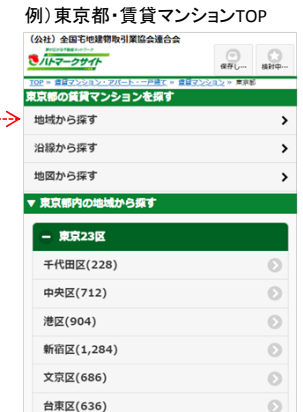 例）東京都・賃貸マンションTOP
(公社) 全国宅地建物取引業協会連合会
ハトマークサイト
保存し…
検討中…
TOP > 賃貸マンション・アパート・一戸建て > 賃貸マンション > 東京都
東京都の賃貸マンションを探す
地域から探す
沿線から探す
地図から探す
▼ 東京都内の地域から探す
東京23区
千代田区(228)
中央区(712)
港区(904)
新宿区(1,284)
文京区(686)
台東区(636)